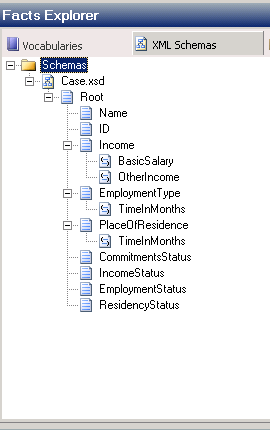 Facts Explorer
Vocabularies
XML Schemas
Schemas
Case.xsd
Root
Name
ID
Income
BasicSalary
OtherIncome
EmploymentType
TimeInMonths
PlaceOfResidence
TimeInMonths
CommitmentsStatus
IncomeStatus
EmploymentStatus
ResidencyStatus